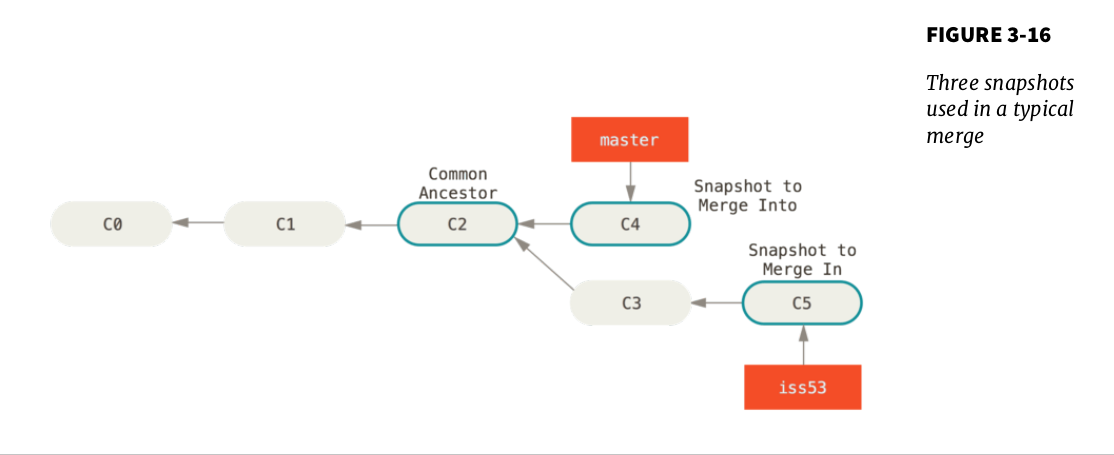 FIGURE 3-16
Three snapshots
used in a typical
merge
master
Common
Ancestor
Snapshot to
Merge Into
C0
C1
C2
C4
Snapshot to
Merge In
C3
C5
iss53